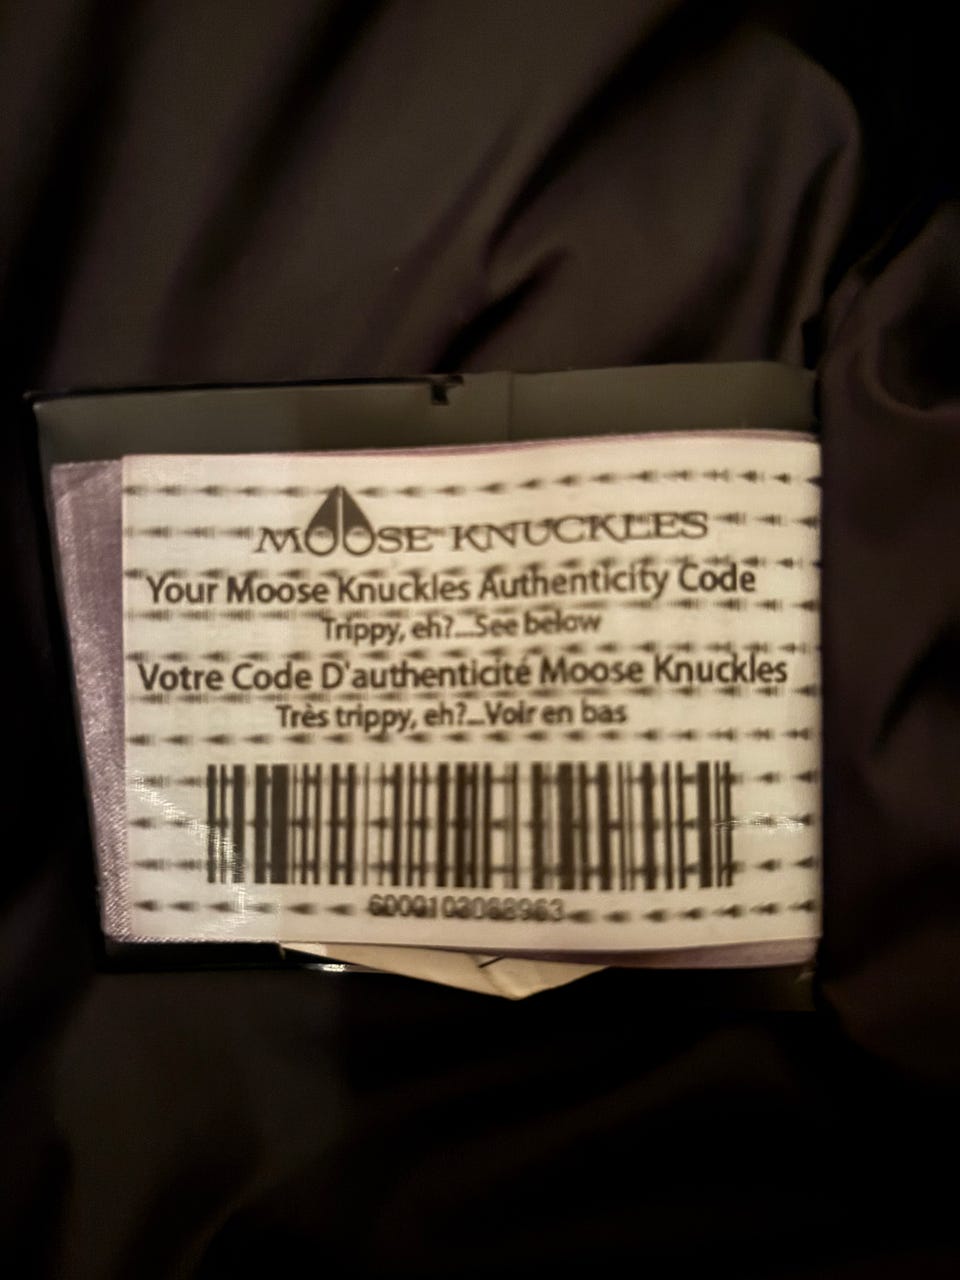 MOOSE KNUCKLES
Your Moose Knuckles Authenticity Code
Trippy, eh?...See below
Votre Code D'authenticité Moose Knuckles
Très trippy, eh?...Voir en bas
6000103088963